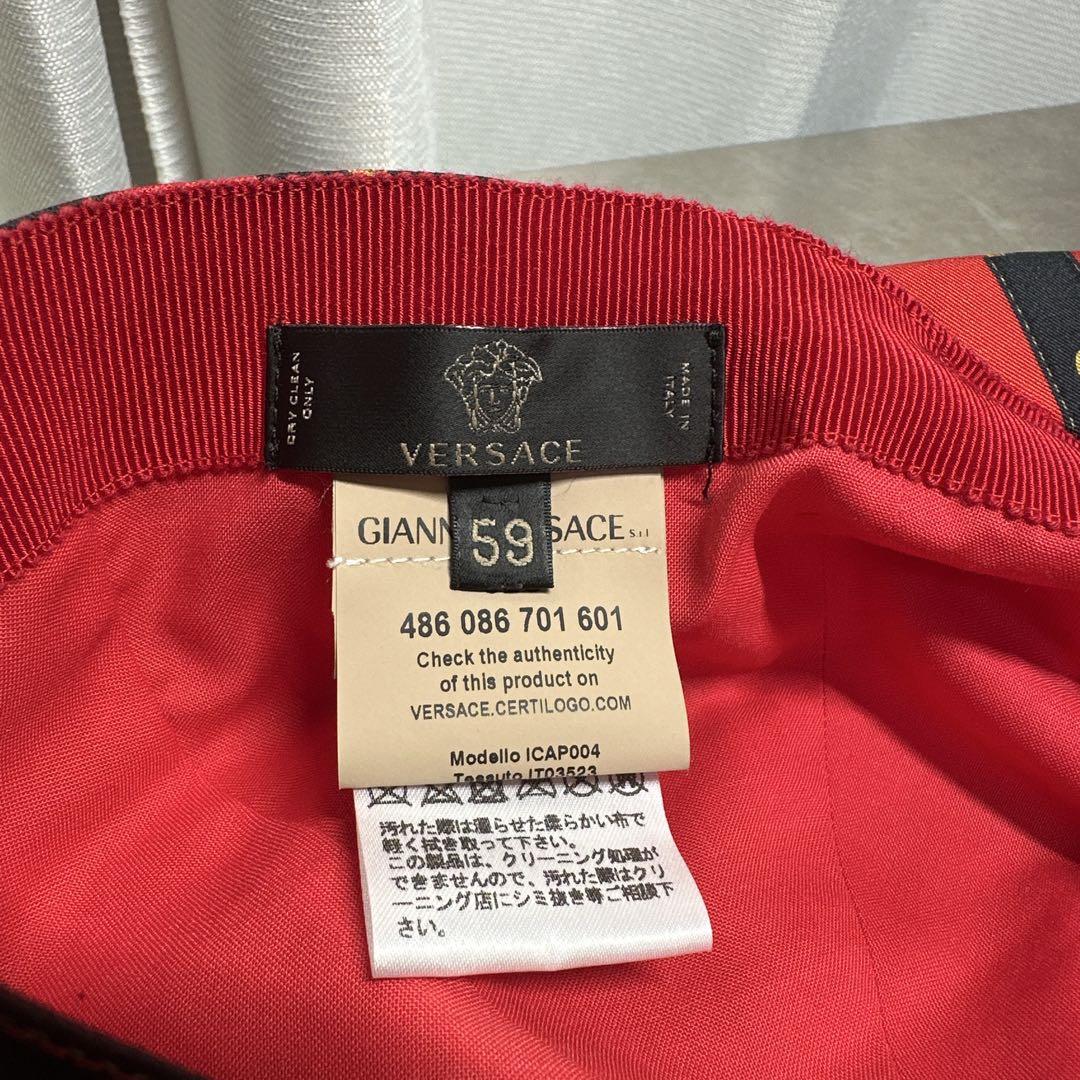 DRY CLEAN
ONLY
VERSACE
MADE IN
ITALY
59
S.r.l
486 086 701 601
Check the authenticity
of this product on
VERSACE.CERTILOGO.COM
Modello ICAP004
Tessuto IT03523
汚れた際は濡らせた柔らかい布で
軽く拭き取って下さい。
この製品は、クリーニング処理が
できませんので、汚れた際はクリ
ーニング店にシミ抜き等ご相談下
さい。